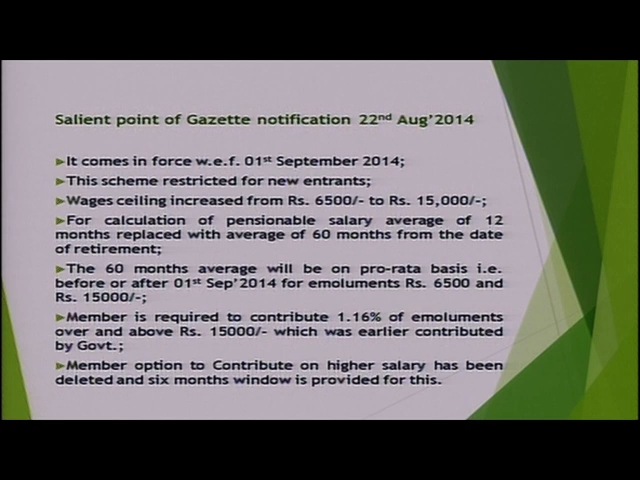 Salient point of Gazette notification 22nd Aug'2014
►It comes in force w.e.f. 01st September 2014;
►This scheme restricted for new entrants;
►Wages ceiling increased from Rs. 6500/- to Rs. 15,000/-;
►For calculation of pensionable salary average of 12
months replaced with average of 60 months from the date
of retirement;
►The 60 months average will be on pro-rata basis i.e.
before or after 01st Sep'2014 for emoluments Rs. 6500 and
Rs. 15000/-;
►Member is required to contribute 1.16% of emoluments
over and above Rs. 15000/- which was earlier contributed
by Govt.;
►Member option to Contribute on higher salary has been
deleted and six months window is provided for this.